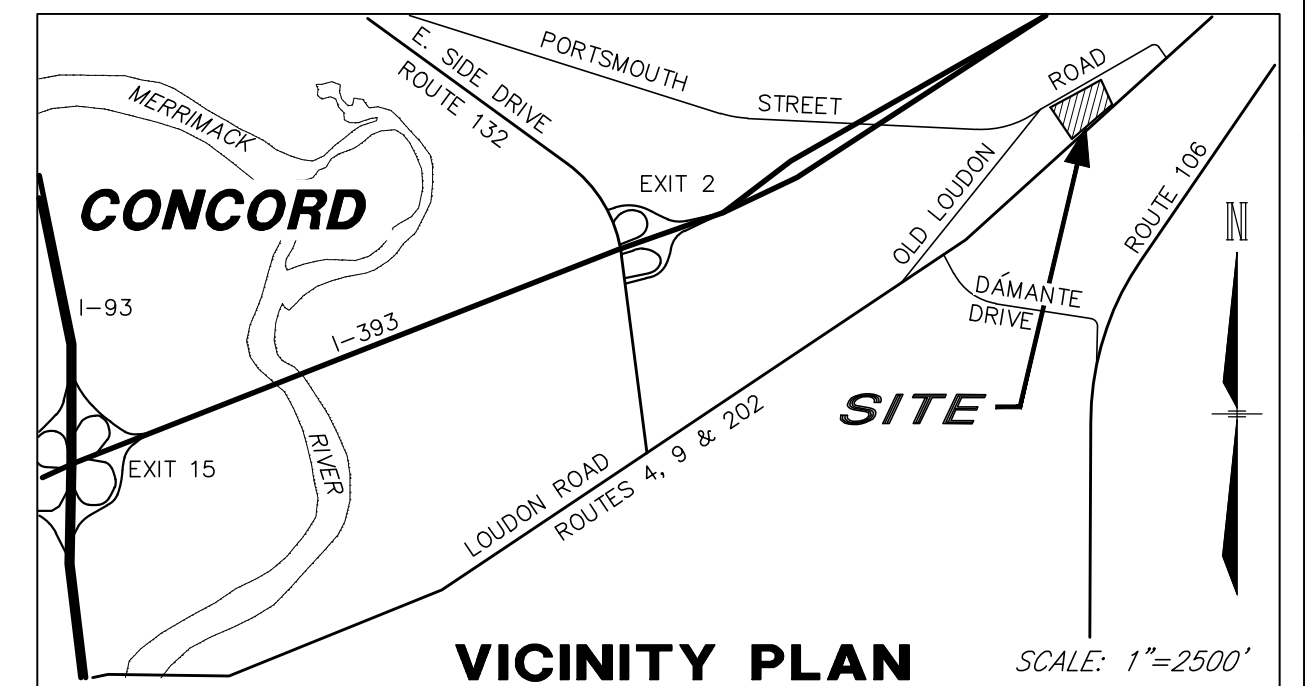 PORTSMOUTH
STREET
E. SIDE DRIVE
ROUTE 132
ROAD
MERRIMACK
CONCORD
EXIT 2
OLD LOUDON
ROUTE 106
N
I-93
I-393
DÁMANTE
DRIVE
SITE
EXIT 15
RIVER
LOUDON ROAD
ROUTES 4, 9 & 202
VICINITY PLAN
SCALE: 1"=2500'